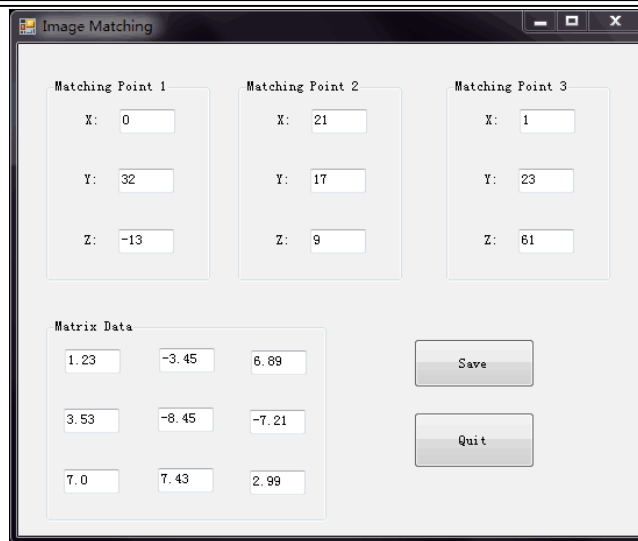 Image Matching
Matching Point 1 Matching Point 2 Matching Point 3
X: 0 X: 21 X: 1
Y: 32 Y: 17 Y: 23
Z: -13 Z: 9 Z: 61
Matrix Data
1.23 -3.45 6.89
Save
3.53 -8.45 -7.21
Quit
7.0 7.43 2.99